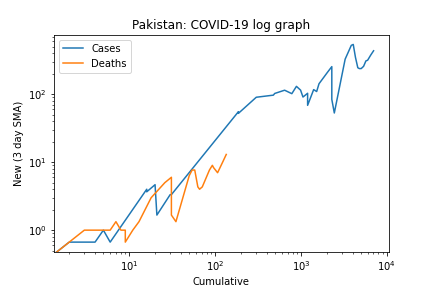 Pakistan: COVID-19 log graph
Cases
Deaths
New (3 day SMA)
10²
10¹
10⁰
10¹ 10² 10³ 10⁴
Cumulative